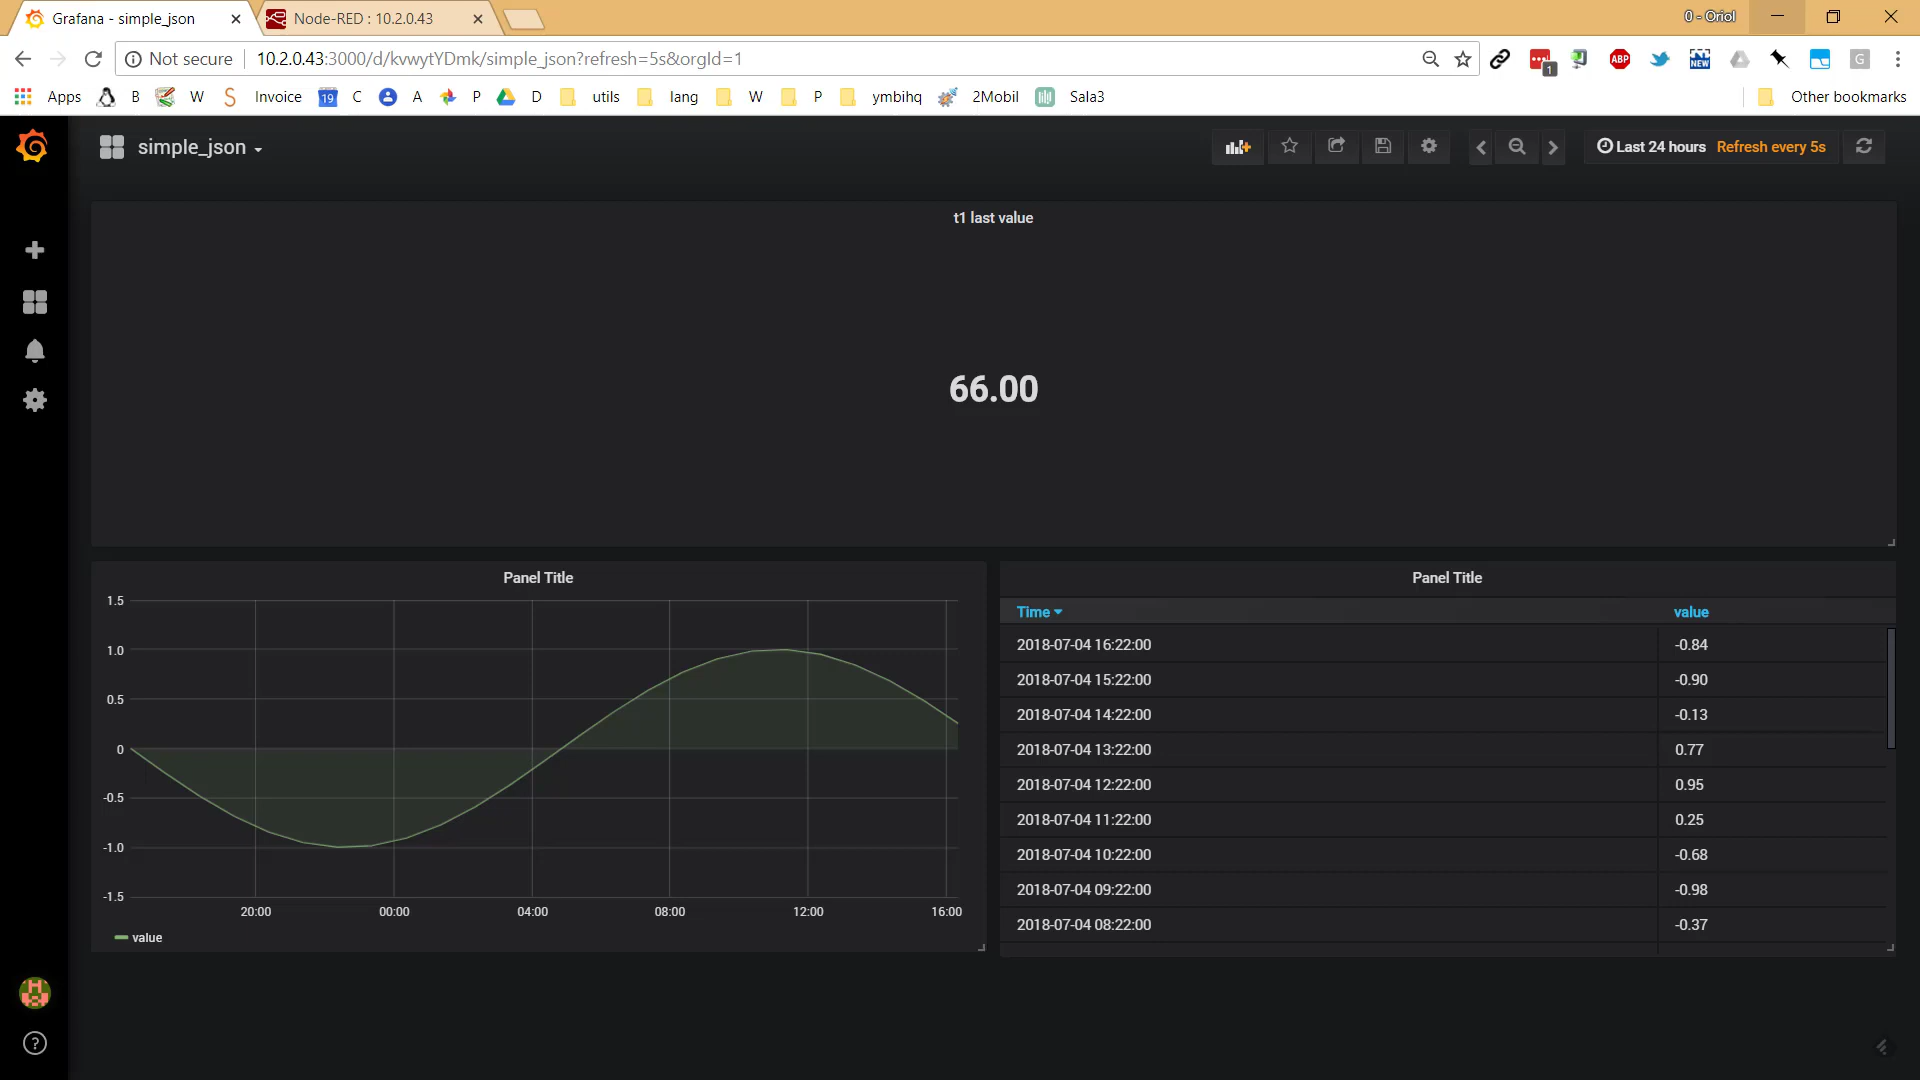 Grafana - simple_json
Node-RED : 10.2.0.43
0 - Oriol
Not secure
10.2.0.43:3000/d/kvwytYDmk/simple_json?refresh=5s&orgId=1
1
ABP
NEW
G
Apps
B
W
S
Invoice
19
C
A
P
D
utils
lang
W
P
ymbihq
2Mobil
Sala3
Other bookmarks
simple_json
Last 24 hours
Refresh every 5s
t1 last value
66.00
Panel Title
1.5
1.0
0.5
0
-0.5
-1.0
-1.5
20:00
00:00
04:00
08:00
12:00
16:00
value
Panel Title
Time value
2018-07-04 16:22:00 -0.84
2018-07-04 15:22:00 -0.90
2018-07-04 14:22:00 -0.13
2018-07-04 13:22:00 0.77
2018-07-04 12:22:00 0.95
2018-07-04 11:22:00 0.25
2018-07-04 10:22:00 -0.68
2018-07-04 09:22:00 -0.98
2018-07-04 08:22:00 -0.37